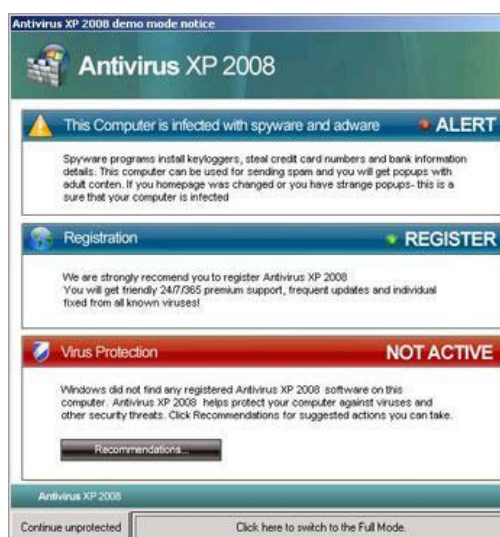 Antivirus XP 2008 demo mode notice
Antivirus XP 2008
This Computer is infected with spyware and adware
ALERT
Spyware programs install keyloggers, steal credit card numbers and bank information
details. This computer can be used for sending spam and you will get popups with
adult conten. If you homepage was changed or you have strange popups- this is a
sure that your computer is infected
Registration
REGISTER
We are strongly recomend you to register Antivirus XP 2008
You will get friendly 24/7/365 premium support, frequent updates and individual
fixed from all known viruses!
Virus Protection
NOT ACTIVE
Windows did not find any registered Antivirus XP 2008 software on this
computer. Antivirus XP 2008 helps protect your computer against viruses and
other security threats. Click Recommendations for suggested actions you can take.
Recommendations...
Antivirus XP 2008
Continue unprotected
Click here to switch to the Full Mode.